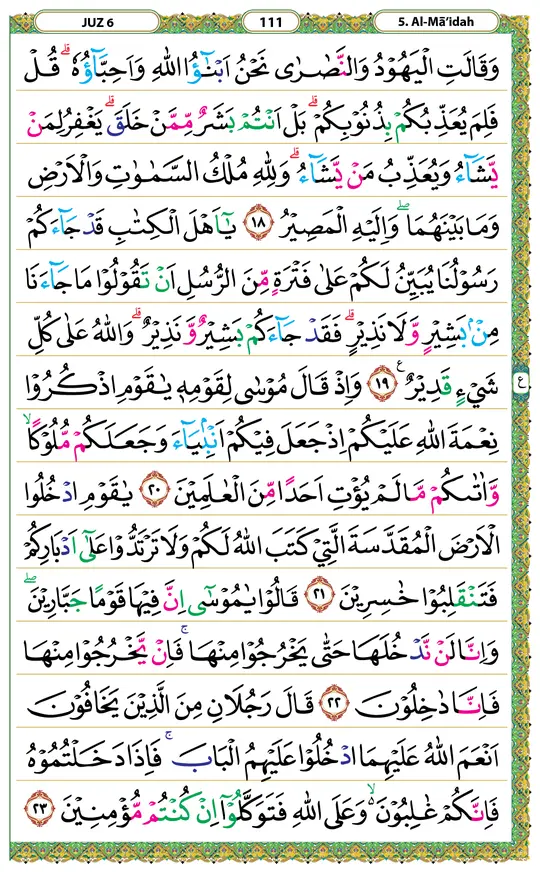 JUZ 6 111 5. Al-Mā’idah
وَقَالَتِ الْيَهُوْدُ وَالنَّصٰرٰى نَحْنُ اَبْنٰٓؤُا اللّٰهِ وَاَحِبَّآؤُهٗ ۗ قُلْ
فَلِمَ يُعَذِّبُكُمْ بِذُنُوْبِكُمْ ۗ بَلْ اَنْتُمْ بَشَرٌ مِّمَّنْ خَلَقَ ۗ يَغْفِرُ لِمَنْ
يَّشَآءُ وَيُعَذِّبُ مَنْ يَّشَآءُ ۗ وَلِلّٰهِ مُلْكُ السَّمٰوٰتِ وَالْاَرْضِ
وَمَا بَيْنَهُمَا ۖ وَاِلَيْهِ الْمَصِيْرُ ١٨ يٰٓاَهْلَ الْكِتٰبِ قَدْ جَآءَكُمْ
رَسُوْلُنَا يُبَيِّنُ لَكُمْ عَلٰى فَتْرَةٍ مِّنَ الرُّسُلِ اَنْ تَقُوْلُوْا مَا جَآءَنَا
مِنْۢ بَشِيْرٍ وَّلَا نَذِيْرٍ ۗ فَقَدْ جَآءَكُمْ بَشِيْرٌ وَّنَذِيْرٌ ۗ وَاللّٰهُ عَلٰى كُلِّ
شَيْءٍ قَدِيْرٌ ࣖ ١٩ وَاِذْ قَالَ مُوْسٰى لِقَوْمِهٖ يٰقَوْمِ اذْكُرُوْا
ع
نِعْمَةَ اللّٰهِ عَلَيْكُمْ اِذْ جَعَلَ فِيْكُمْ اَنْۢبِيَآءَ وَجَعَلَكُمْ مُّلُوْكًا ۙ
وَّاٰتٰىكُمْ مَّا لَمْ يُؤْتِ اَحَدًا مِّنَ الْعٰلَمِيْنَ ٢٠ يٰقَوْمِ ادْخُلُوا
الْاَرْضَ الْمُقَدَّسَةَ الَّتِيْ كَتَبَ اللّٰهُ لَكُمْ وَلَا تَرْتَدُّوْا عَلٰٓى اَدْبَارِكُمْ
فَتَنْقَلِبُوْا خٰسِرِيْنَ ٢١ قَالُوْا يٰمُوْسٰٓى اِنَّ فِيْهَا قَوْمًا جَبَّارِيْنَ ۖ
وَاِنَّا لَنْ نَّدْخُلَهَا حَتّٰى يَخْرُجُوْا مِنْهَا ۚ فَاِنْ يَّخْرُجُوْا مِنْهَا
فَاِنَّا دٰخِلُوْنَ ٢٢ قَالَ رَجُلَانِ مِنَ الَّذِيْنَ يَخَافُوْنَ
اَنْعَمَ اللّٰهُ عَلَيْهِمَا ادْخُلُوْا عَلَيْهِمُ الْبَابَ ۚ فَاِذَا دَخَلْتُمُوْهُ
فَاِنَّكُمْ غٰلِبُوْنَ ۙ وَعَلَى اللّٰهِ فَتَوَكَّلُوْٓا اِنْ كُنْتُمْ مُّؤْمِنِيْنَ ٢٣